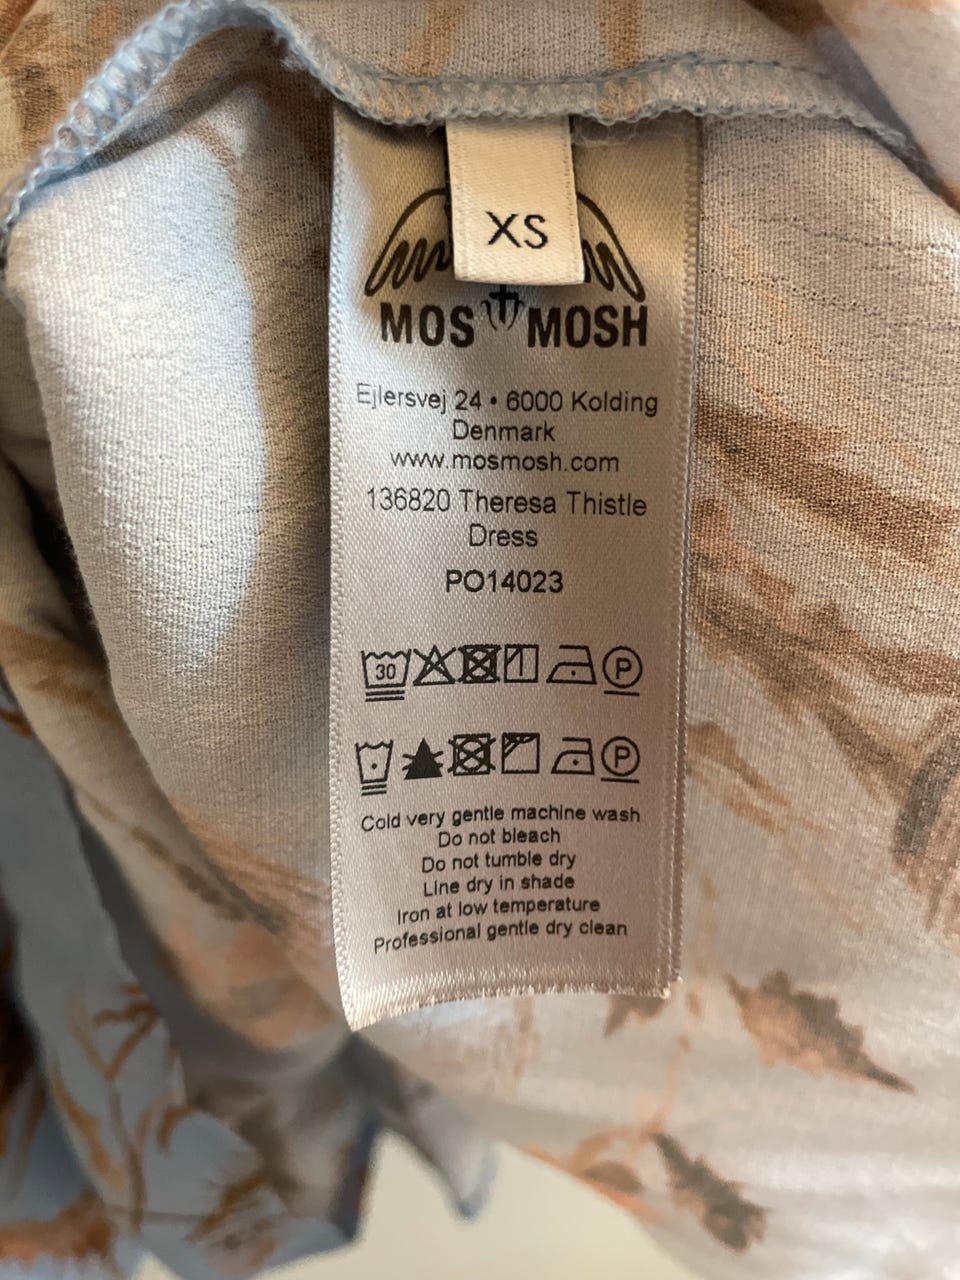 XS
MOS MOSH
Ejlersvej 24 • 6000 Kolding
Denmark
www.mosmosh.com
136820 Theresa Thistle
Dress
PO14023
30 P
P
Cold very gentle machine wash
Do not bleach
Do not tumble dry
Line dry in shade
Iron at low temperature
Professional gentle dry clean